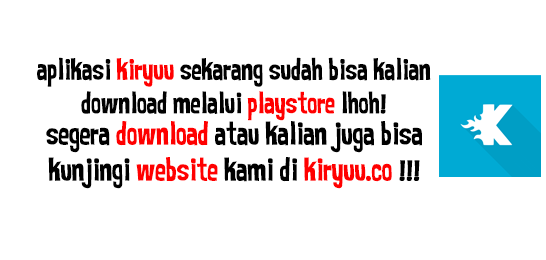 aplikasi kiryuu sekarang sudah bisa kalian
download melalui playstore lhoh!
segera download atau kalian juga bisa
kunjingi website kami di kiryuu.co !!!
K